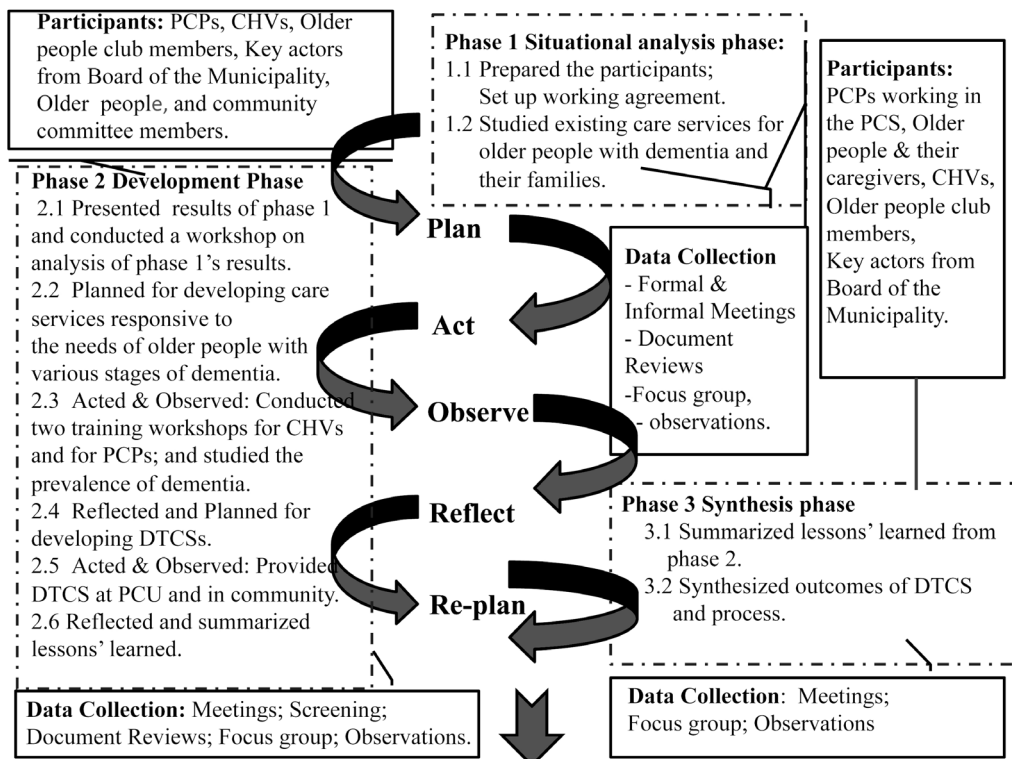 Participants: PCPs, CHVs, Older
people club members, Key actors
from Board of the Municipality,
Older people, and community
committee members.
Phase 1 Situational analysis phase:
1.1 Prepared the participants;
Set up working agreement.
1.2 Studied existing care services for
older people with dementia and
their families.
Participants:
PCPs working in
the PCS, Older
people & their
caregivers, CHVs,
Older people club
members,
Key actors from
Board of the
Municipality.
Phase 2 Development Phase
2.1 Presented results of phase 1
and conducted a workshop on
analysis of phase 1's results.
2.2 Planned for developing care
services responsive to
the needs of older people with
various stages of dementia.
2.3 Acted & Observed: Conducted
two training workshops for CHVs
and for PCPs; and studied the
prevalence of dementia.
2.4 Reflected and Planned for
developing DTCSs.
2.5 Acted & Observed: Provided
DTCS at PCU and in community.
2.6 Reflected and summarized
lessons' learned.
Plan
Act
Observe
Reflect
Re-plan
Data Collection
- Formal &
Informal Meetings
- Document
Reviews
-Focus group,
- observations.
Phase 3 Synthesis phase
3.1 Summarized lessons' learned from
phase 2.
3.2 Synthesized outcomes of DTCS
and process.
Data Collection: Meetings; Screening;
Document Reviews; Focus group; Observations.
Data Collection: Meetings;
Focus group; Observations